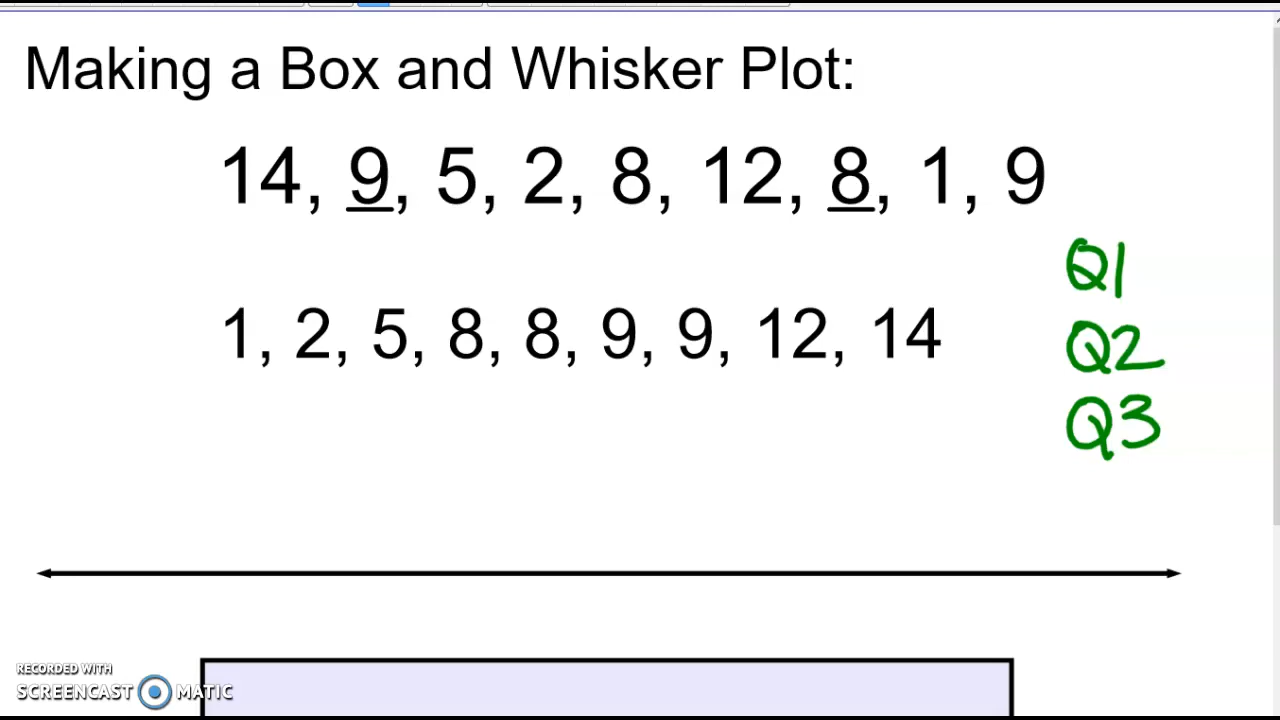 Making a Box and Whisker Plot:
14, 9, 5, 2, 8, 12, 8, 1, 9
Q1
1, 2, 5, 8, 8, 9, 9, 12, 14
Q2
Q3
RECORDED WITH
SCREENCAST MATIC